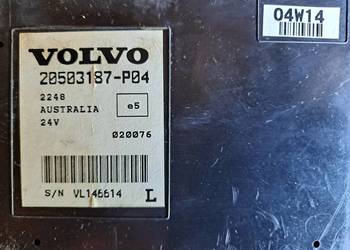 04W14
VOLVO
20503187-P04
2248
AUSTRALIA
24V
e5
020076
S/N VL146614 L